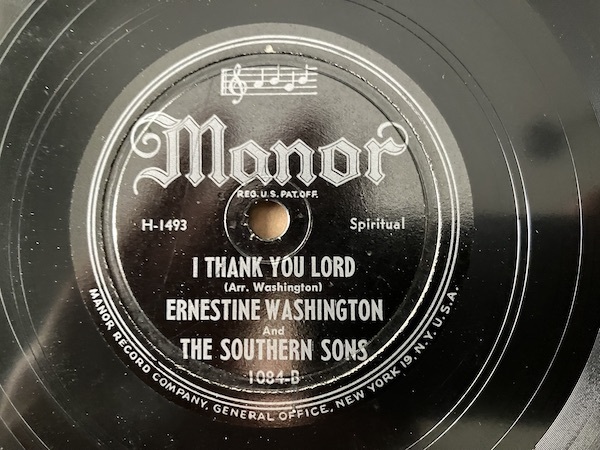 Manor
REG. U.S. PAT. OFF.
H-1493 Spiritual
I THANK YOU LORD
(Arr. Washington)
ERNESTINE WASHINGTON
And
THE SOUTHERN SONS
1084-B
MANOR RECORD COMPANY, GENERAL OFFICE, NEW YORK 19, N.Y. U.S.A.